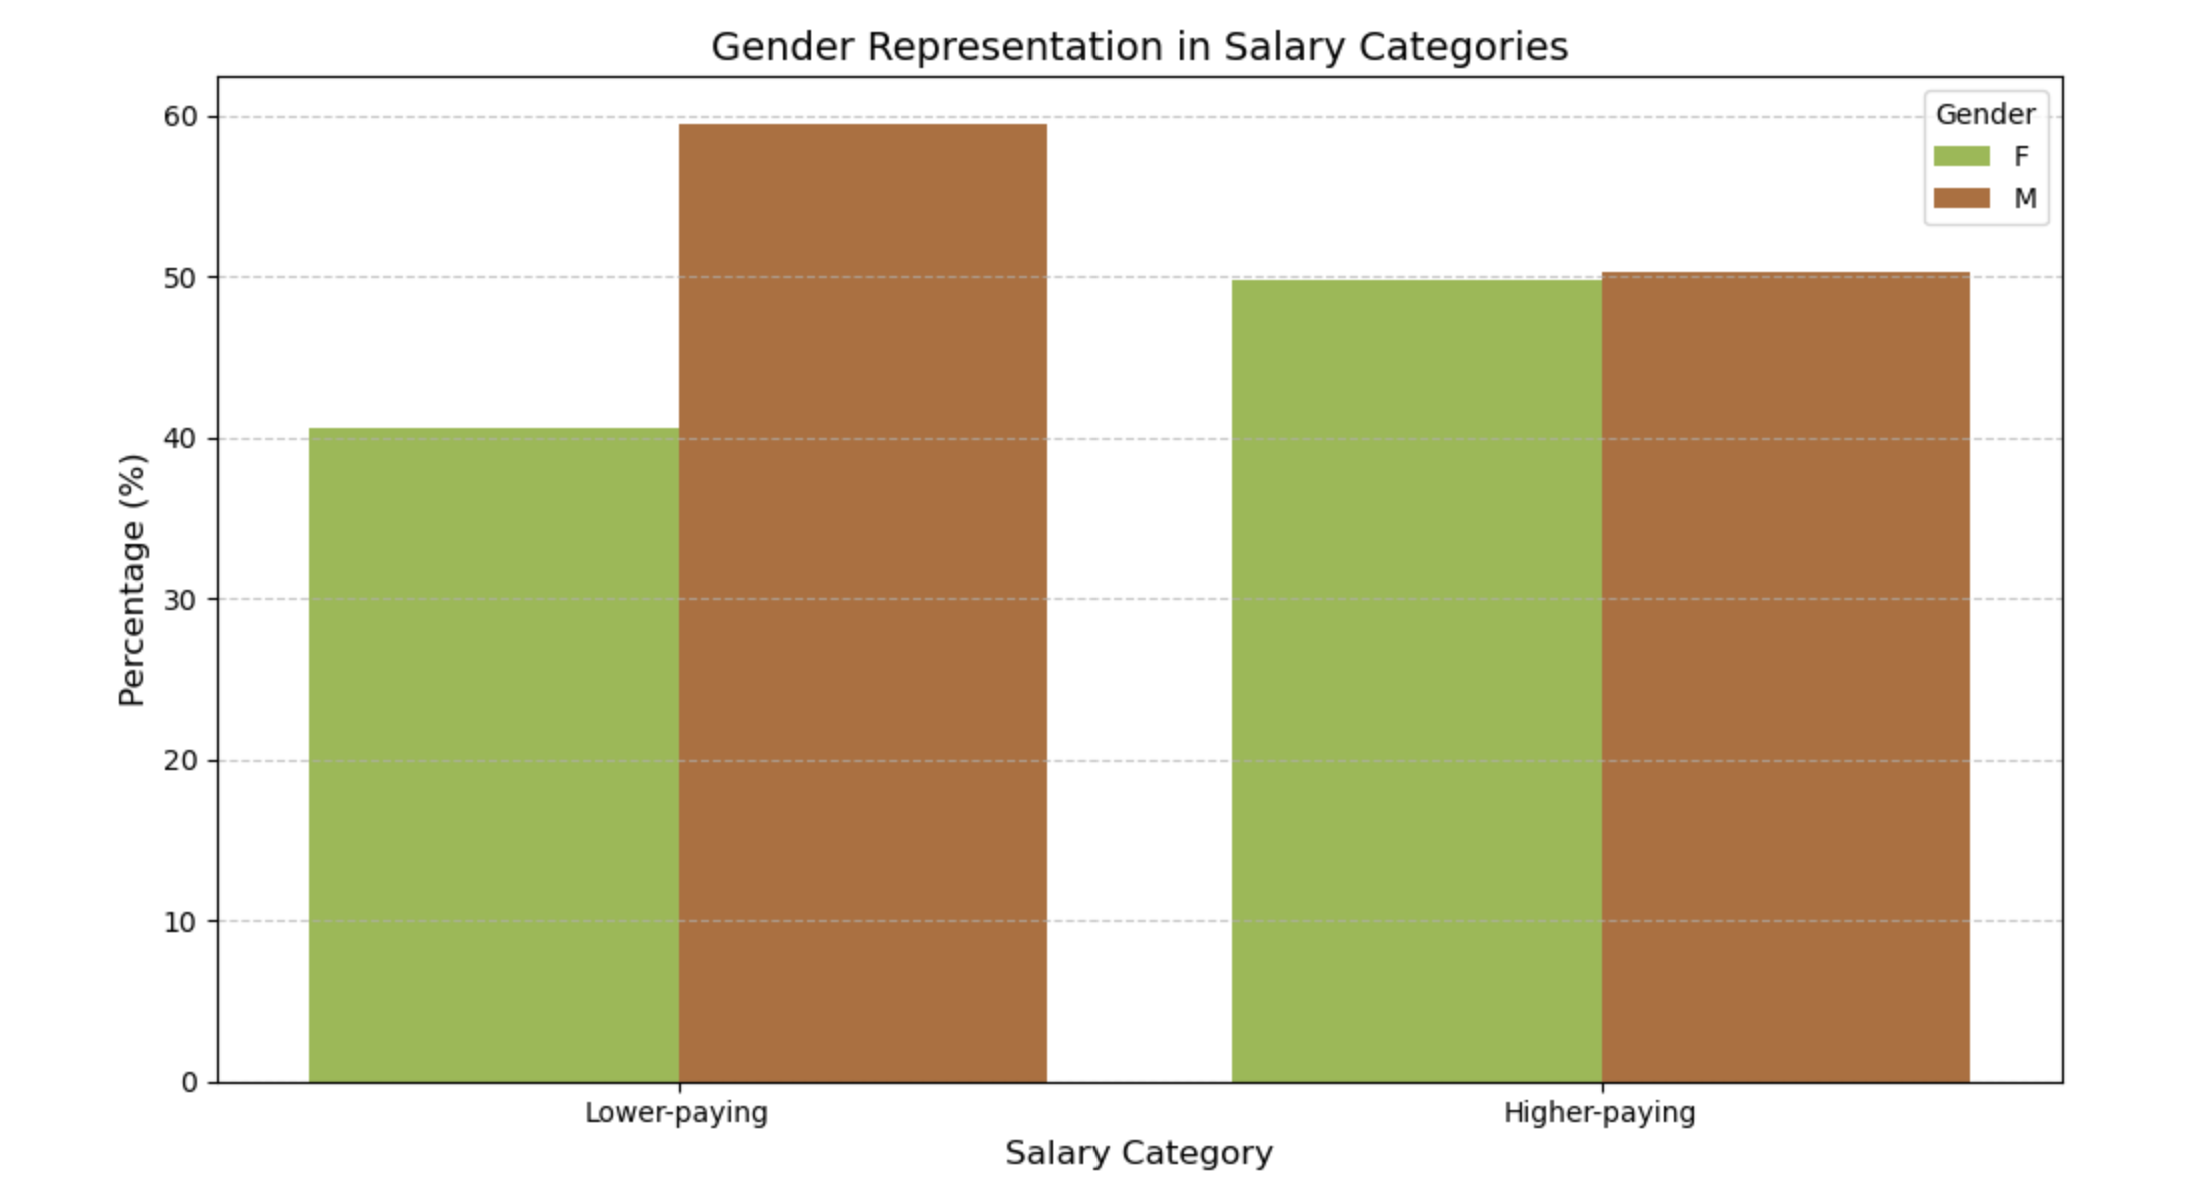 Gender Representation in Salary Categories
Gender
F
M
Percentage (%)
60
50
40
30
20
10
0
Lower-paying
Higher-paying
Salary Category